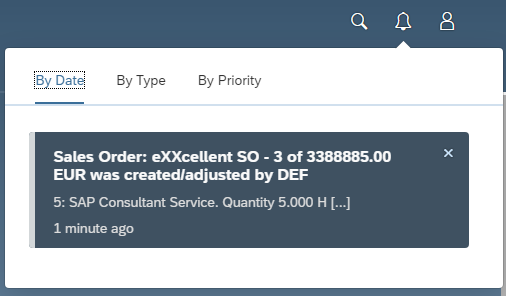 By Date By Type By Priority
Sales Order: eXXcellent SO - 3 of 3388885.00
EUR was created/adjusted by DEF
5: SAP Consultant Service. Quantity 5.000 H [...]
1 minute ago